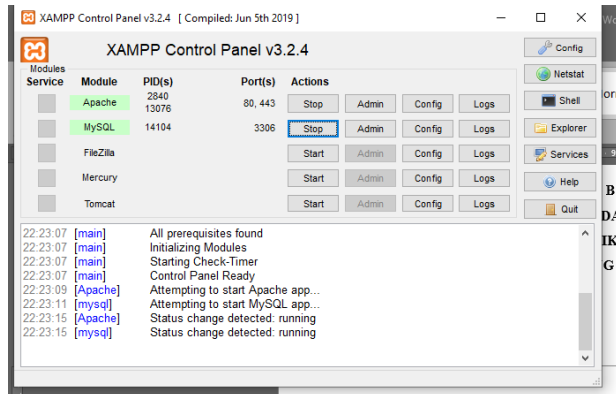 XAMPP Control Panel v3.2.4 [ Compiled: Jun 5th 2019 ]
XAMPP Control Panel v3.2.4
Config
Netstat
Shell
Explorer
Services
Help
Quit
Modules
Service Module PID(s) Port(s) Actions
Apache 2840 13076 80, 443 Stop Admin Config Logs
MySQL 14104 3306 Stop Admin Config Logs
FileZilla Start Admin Config Logs
Mercury Start Admin Config Logs
Tomcat Start Admin Config Logs
22:23:07 [main] All prerequisites found
22:23:07 [main] Initializing Modules
22:23:07 [main] Starting Check-Timer
22:23:07 [main] Control Panel Ready
22:23:09 [Apache] Attempting to start Apache app...
22:23:11 [mysql] Attempting to start MySQL app...
22:23:15 [Apache] Status change detected: running
22:23:15 [mysql] Status change detected: running